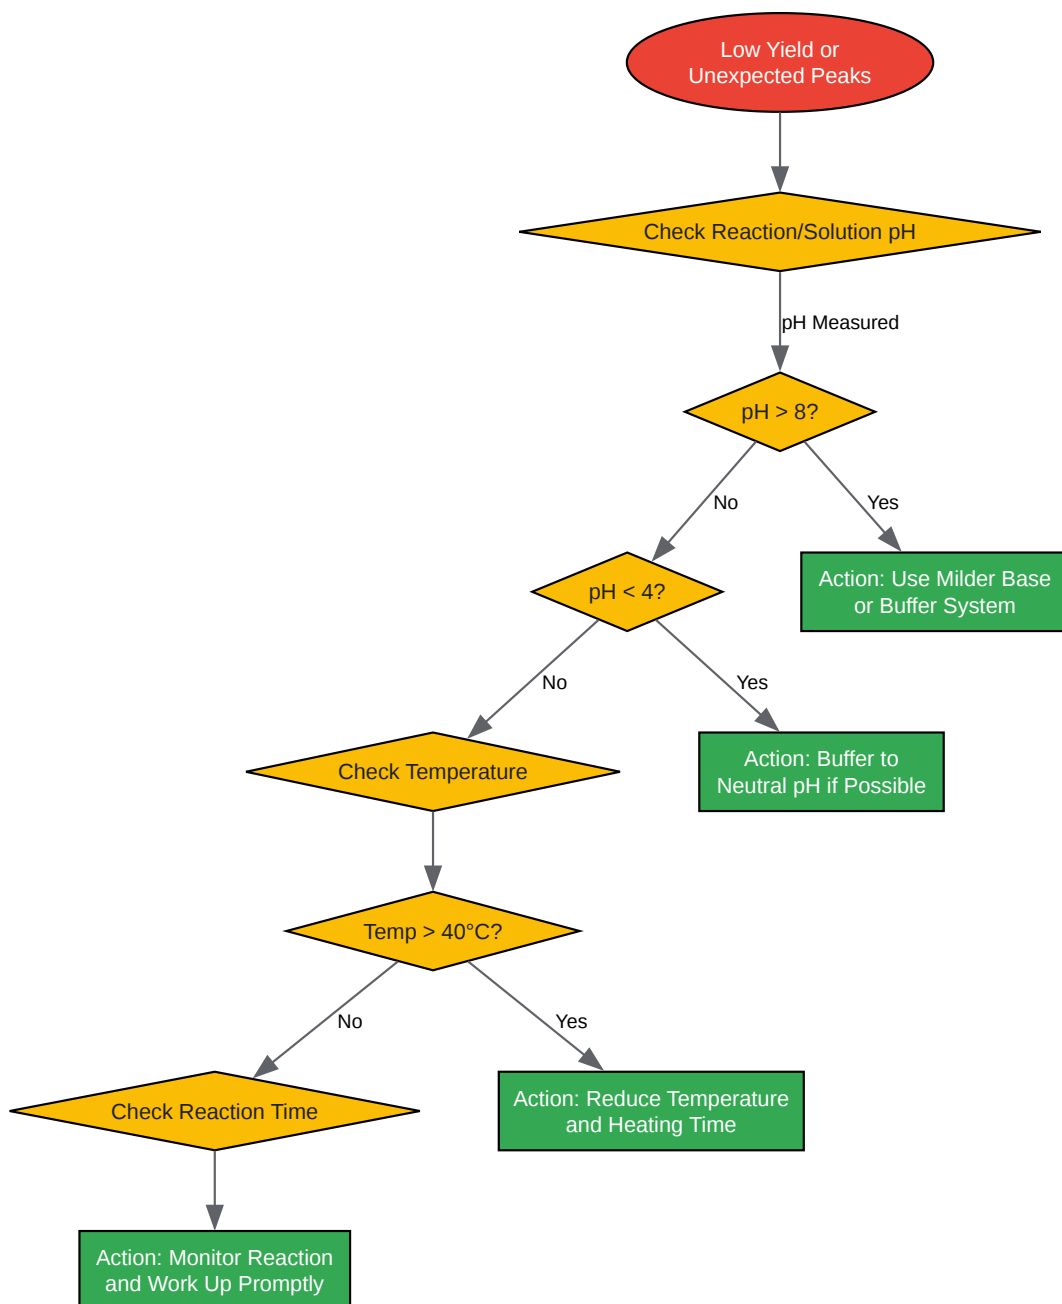 Low Yield or
Unexpected Peaks
Check Reaction/Solution pH
pH Measured
pH > 8?
No
Yes
Action: Use Milder Base
or Buffer System
pH < 4?
No
Yes
Action: Buffer to
Neutral pH if Possible
Check Temperature
Temp > 40°C?
No
Yes
Action: Reduce Temperature
and Heating Time
Check Reaction Time
Action: Monitor Reaction
and Work Up Promptly